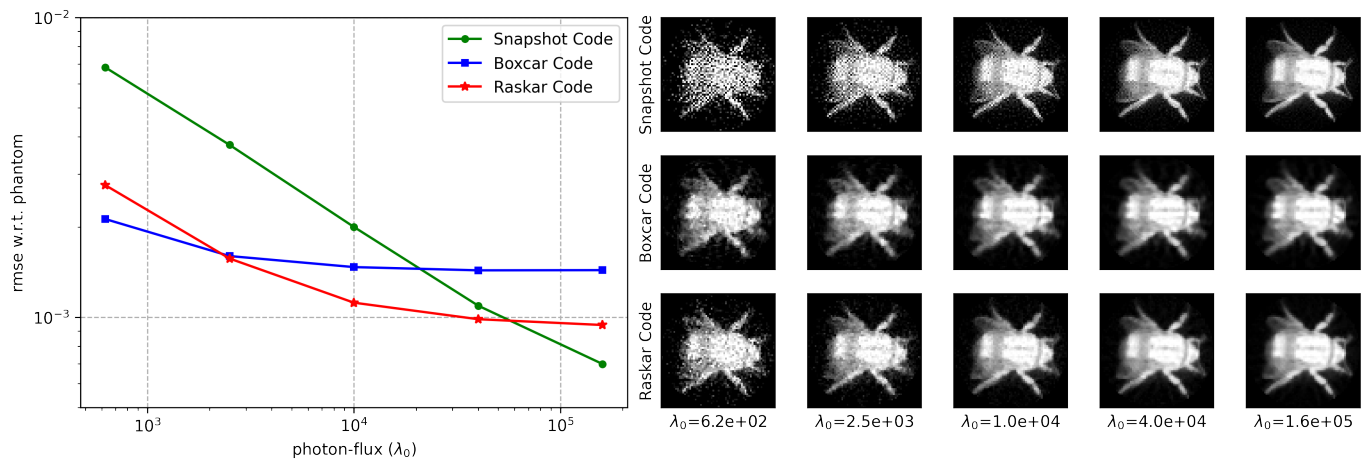 10⁻²
10⁻³
rmse w.r.t. phantom
10³
10⁴
10⁵
photon-flux (λ₀)
Snapshot Code
Boxcar Code
Raskar Code
Snapshot Code
Boxcar Code
Raskar Code
λ₀=6.2e+02
λ₀=2.5e+03
λ₀=1.0e+04
λ₀=4.0e+04
λ₀=1.6e+05